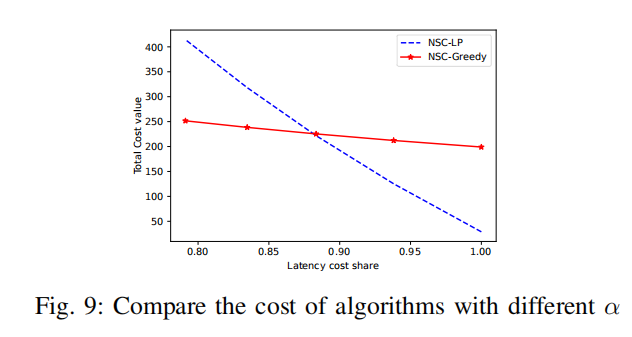 NSC-LP
NSC-Greedy
400
350
300
250
200
150
100
50
Total Cost value
0.80 0.85 0.90 0.95 1.00
Latency cost share
Fig. 9: Compare the cost of algorithms with different α